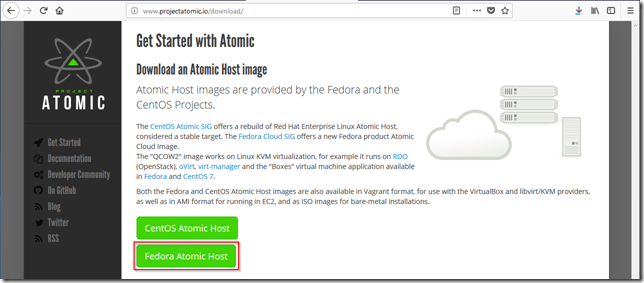 www.projectatomic.io/download/
PROJECT
ATOMIC
Get Started
Documentation
Developer Community
On GitHub
Blog
Twitter
RSS
Get Started with Atomic
Download an Atomic Host image
Atomic Host images are provided by the Fedora and the
CentOS Projects.
The CentOS Atomic SIG offers a rebuild of Red Hat Enterprise Linux Atomic Host,
considered a stable target. The Fedora Cloud SIG offers a new Fedora product Atomic
Cloud Image.
The "QCOW2" image works on Linux KVM virtualization, for example it runs on RDO
(OpenStack), oVirt, virt-manager and the "Boxes" virtual machine application available
in Fedora and CentOS 7.
Both the Fedora and CentOS Atomic Host images are also available in Vagrant format, for use with the VirtualBox and libvirt/KVM providers,
as well as in AMI format for running in EC2, and as ISO images for bare-metal installations.
CentOS Atomic Host
Fedora Atomic Host